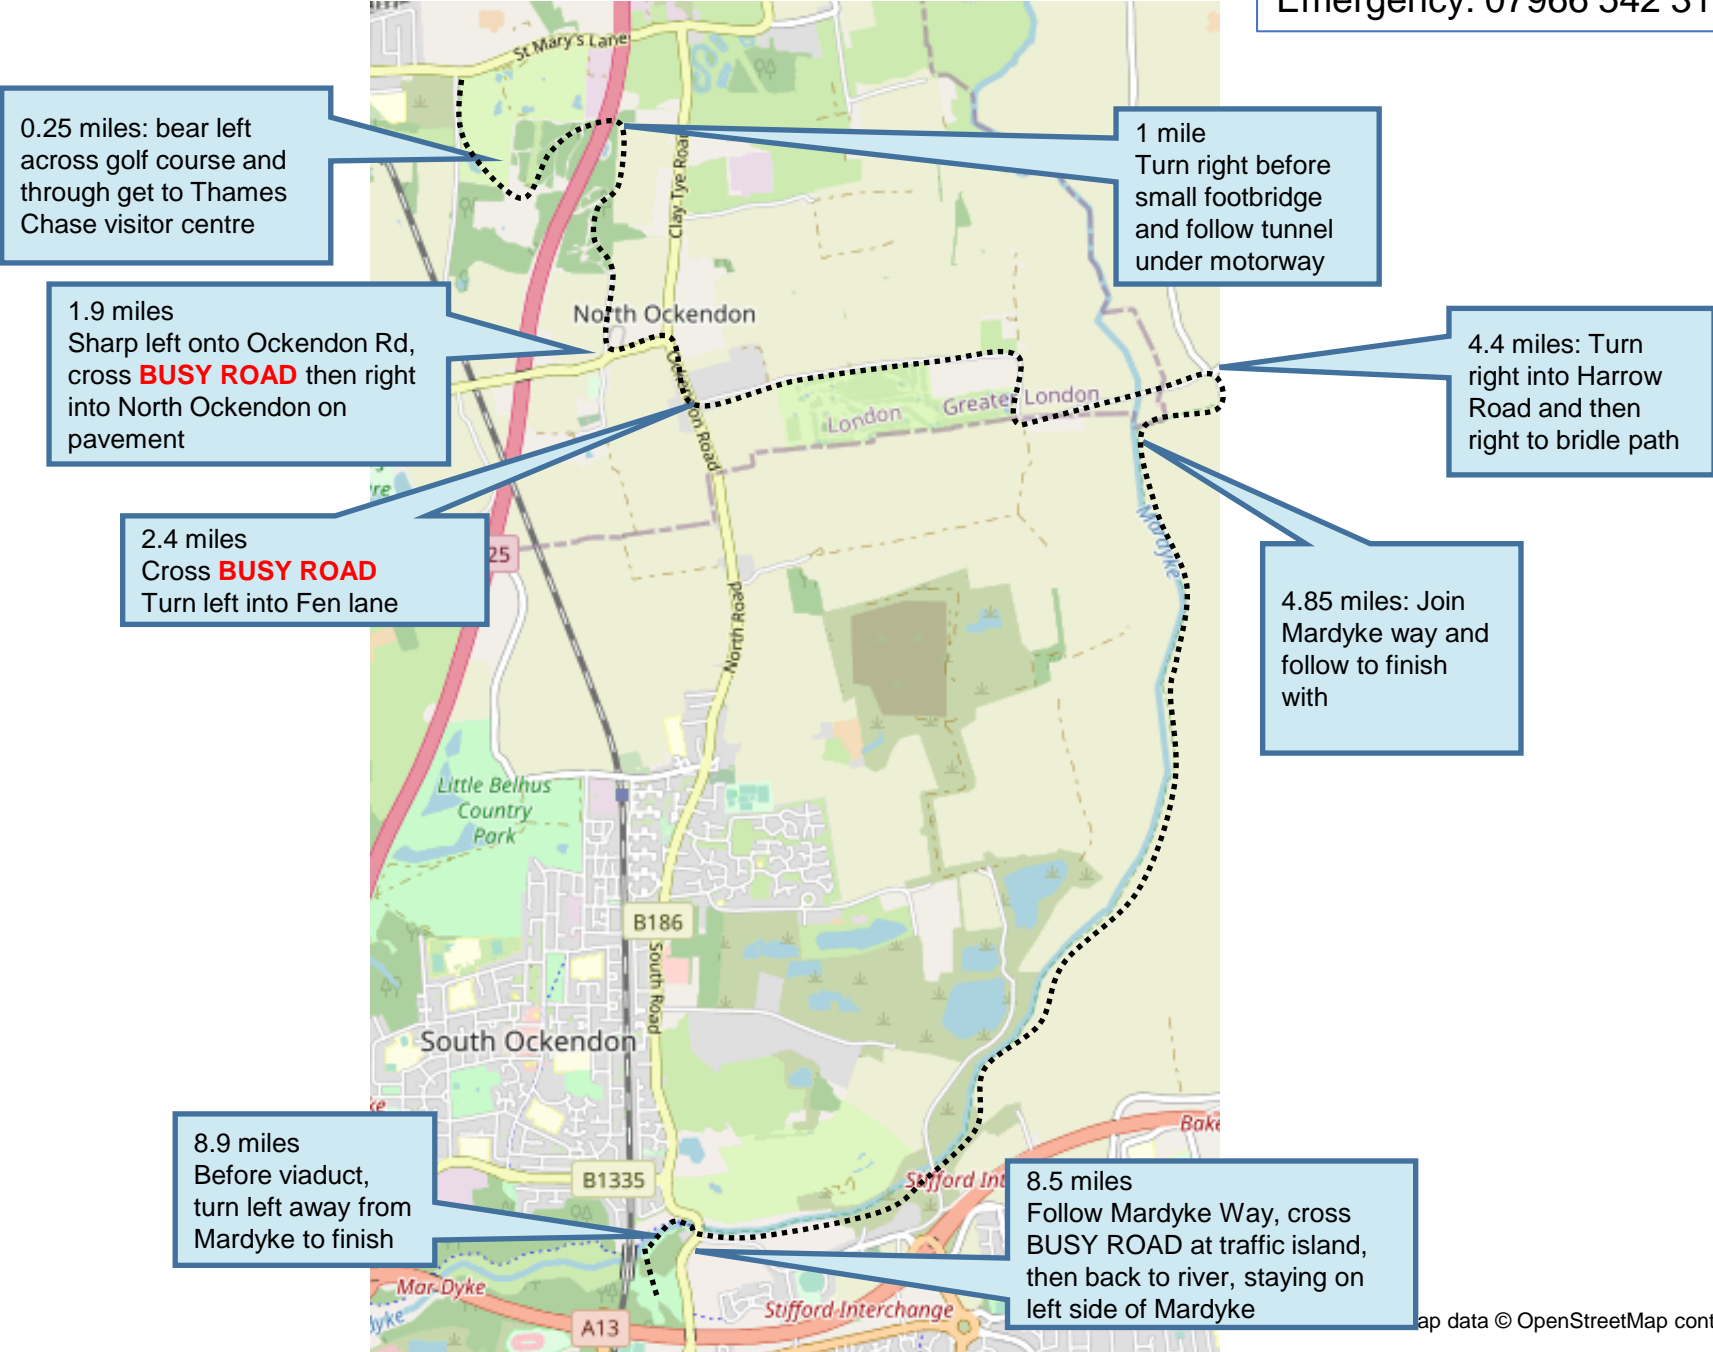 Emergency: 07966 542 31
St Mary's Lane
0.25 miles: bear left
across golf course and
through get to Thames
Chase visitor centre
1 mile
Turn right before
small footbridge
and follow tunnel
under motorway
Clay Tye Road
1.9 miles
Sharp left onto Ockendon Rd,
cross BUSY ROAD then right
into North Ockendon on
pavement
North Ockendon
4.4 miles: Turn
right into Harrow
Road and then
right to bridle path
Ockendon Road
London
Greater London
2.4 miles
Cross BUSY ROAD
Turn left into Fen lane
25
Mardyke
4.85 miles: Join
Mardyke way and
follow to finish
with
North Road
Little Belhus
Country
Park
B186
South Road
South Ockendon
8.9 miles
Before viaduct,
turn left away from
Mardyke to finish
B1335
Bake
Stifford Int
8.5 miles
Follow Mardyke Way, cross
BUSY ROAD at traffic island,
then back to river, staying on
left side of Mardyke
Mar Dyke
Stifford Interchange
A13
ap data © OpenStreetMap cont